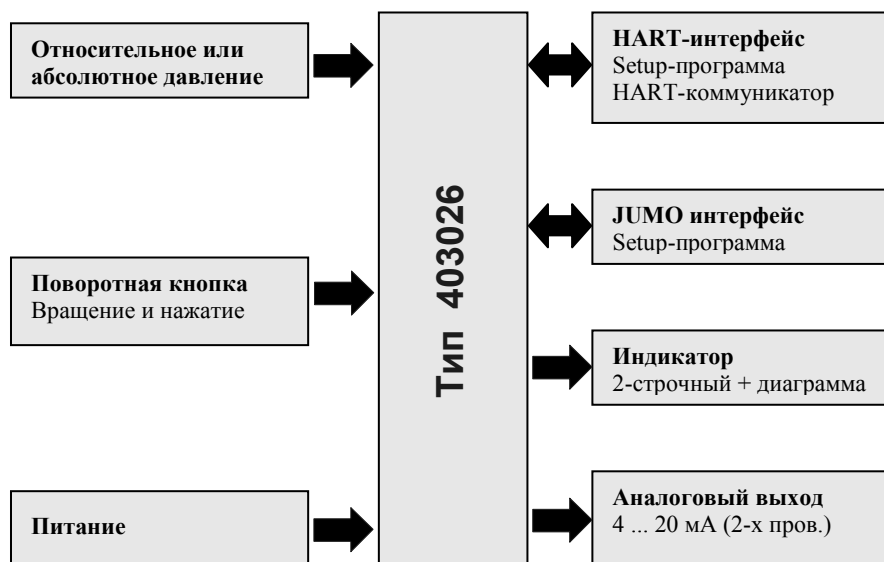 Относительное или
абсолютное давление
Поворотная кнопка
Вращение и нажатие
Питание
Тип 403026
HART-интерфейс
Setup-программа
HART-коммуникатор
JUMO интерфейс
Setup-программа
Индикатор
2-строчный + диаграмма
Аналоговый выход
4 ... 20 мА (2-х пров.)